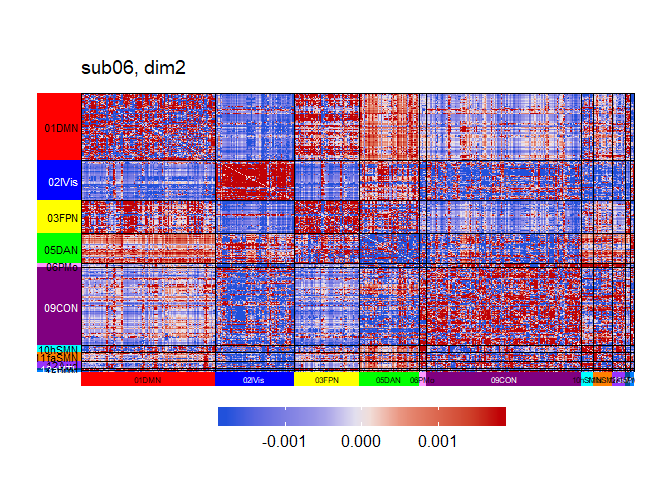 sub06, dim2
01DMN
02lVis
03FPN
05DAN
06PMo
09CON
10hSMN
01DMN
02lVis
03FPN
05DAN
09CON
-0.001
0.000
0.001